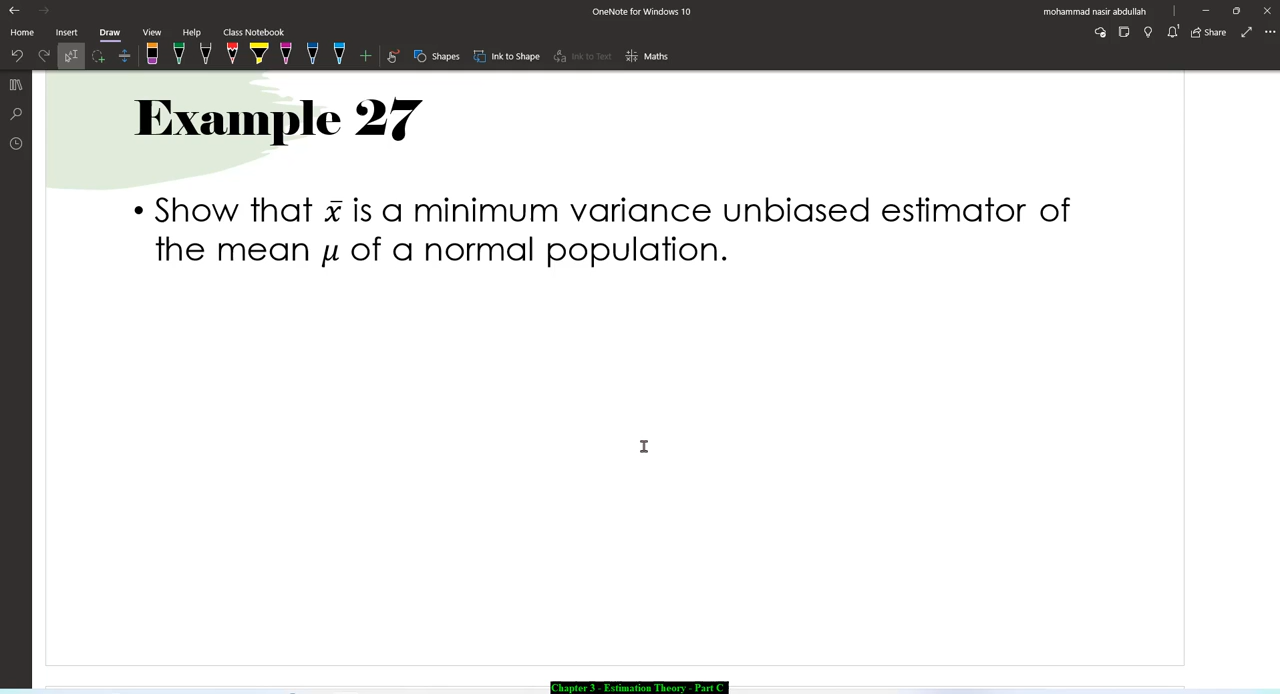 OneNote for Windows 10
mohammad nasir abdullah
Home Insert Draw View Help Class Notebook
1 Share
Shapes Ink to Shape Ink to Text Maths
Example 27
• Show that x̄ is a minimum variance unbiased estimator of
the mean μ of a normal population.
Chapter 3 - Estimation Theory - Part C